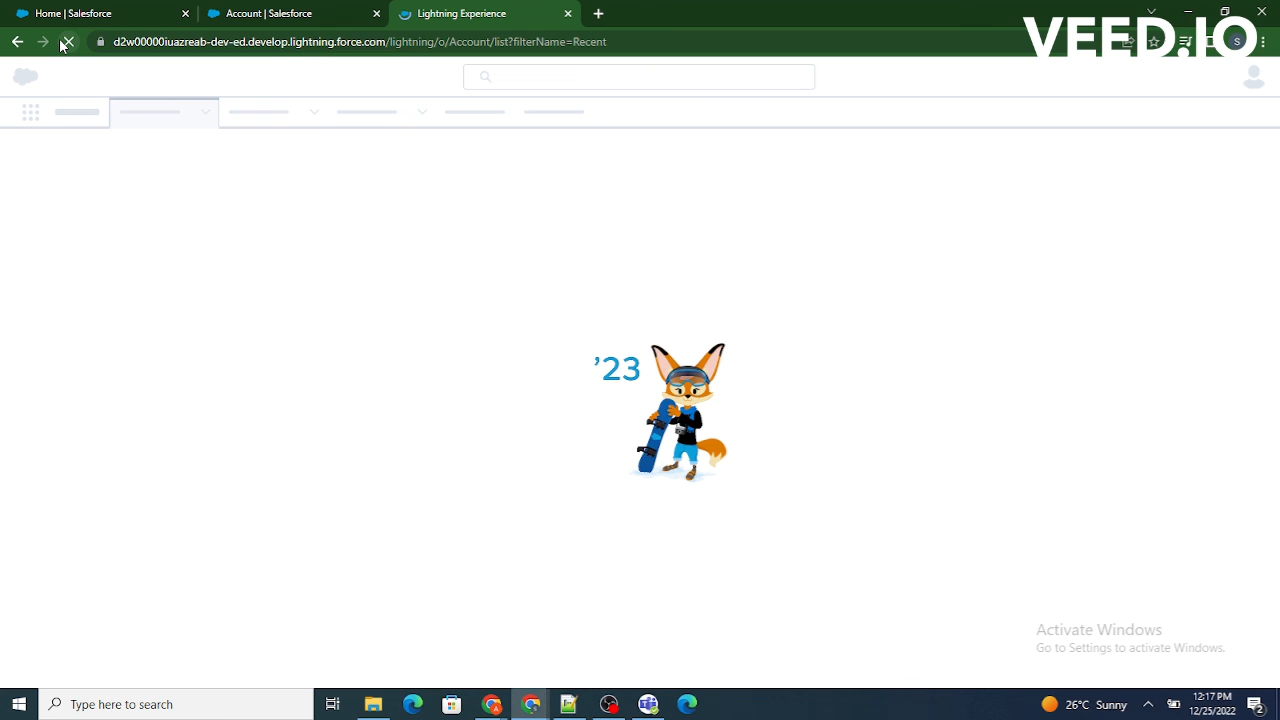 Home | Salesforce
Account | Salesforce
Lightning Experience
d2w00000iuazneab-dev-ed.develop.lightning.force.com/lightning/o/Account/list?filterName=Recent
S
VEED.IO
'23
Activate Windows
Go to Settings to activate Windows.
Type here to search
26°C Sunny
12:17 PM
12/25/2022
2